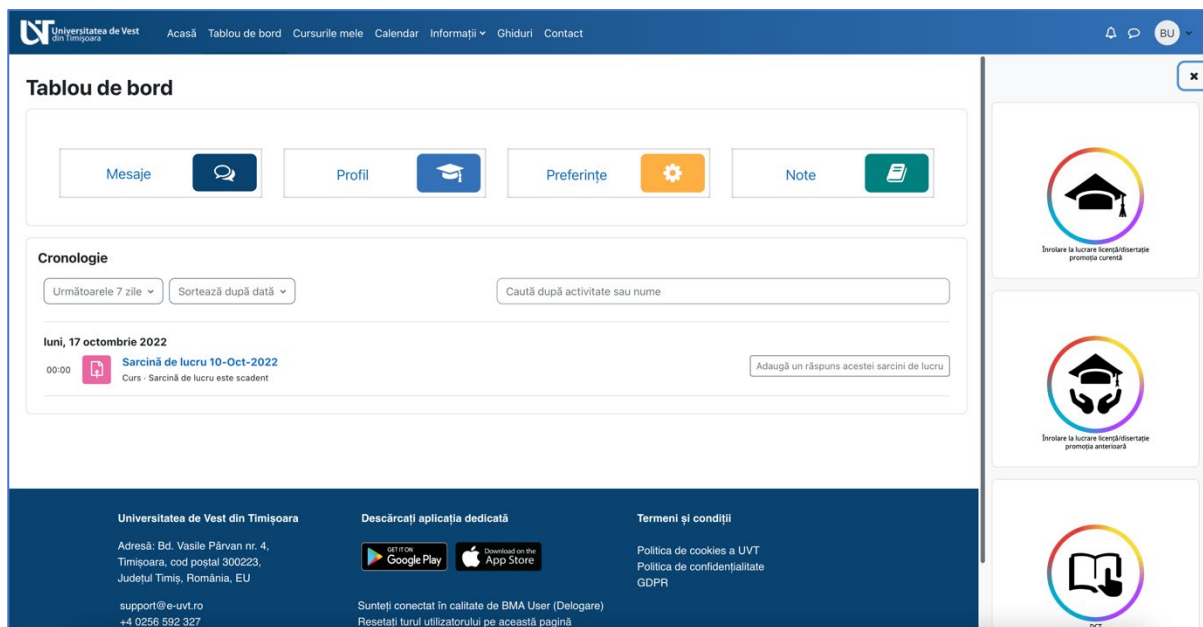 Universitatea de Vest
din Timișoara
Acasă Tablou de bord Cursurile mele Calendar Informații Ghiduri Contact
BU
Tablou de bord
Mesaje
Profil
Preferințe
Note
Cronologie
Următoarele 7 zile
Sortează după dată
Caută după activitate sau nume
luni, 17 octombrie 2022
00:00
Sarcină de lucru 10-Oct-2022
Curs · Sarcină de lucru este scadent
Adaugă un răspuns acestei sarcini de lucru
Înrolare la lucrare licență/disertație
promoția curentă
Înrolare la lucrare licență/disertație
promoția anterioară
DCT
Universitatea de Vest din Timișoara
Adresă: Bd. Vasile Pârvan nr. 4,
Timișoara, cod poștal 300223,
Județul Timiș, România, EU
support@e-uvt.ro
+4 0256 592 327
Descărcați aplicația dedicată
GET IT ON
Google Play
Download on the
App Store
Sunteți conectat în calitate de BMA User (Delogare)
Resetați turul utilizatorului pe această pagină
Termeni și condiții
Politica de cookies a UVT
Politica de confidențialitate
GDPR